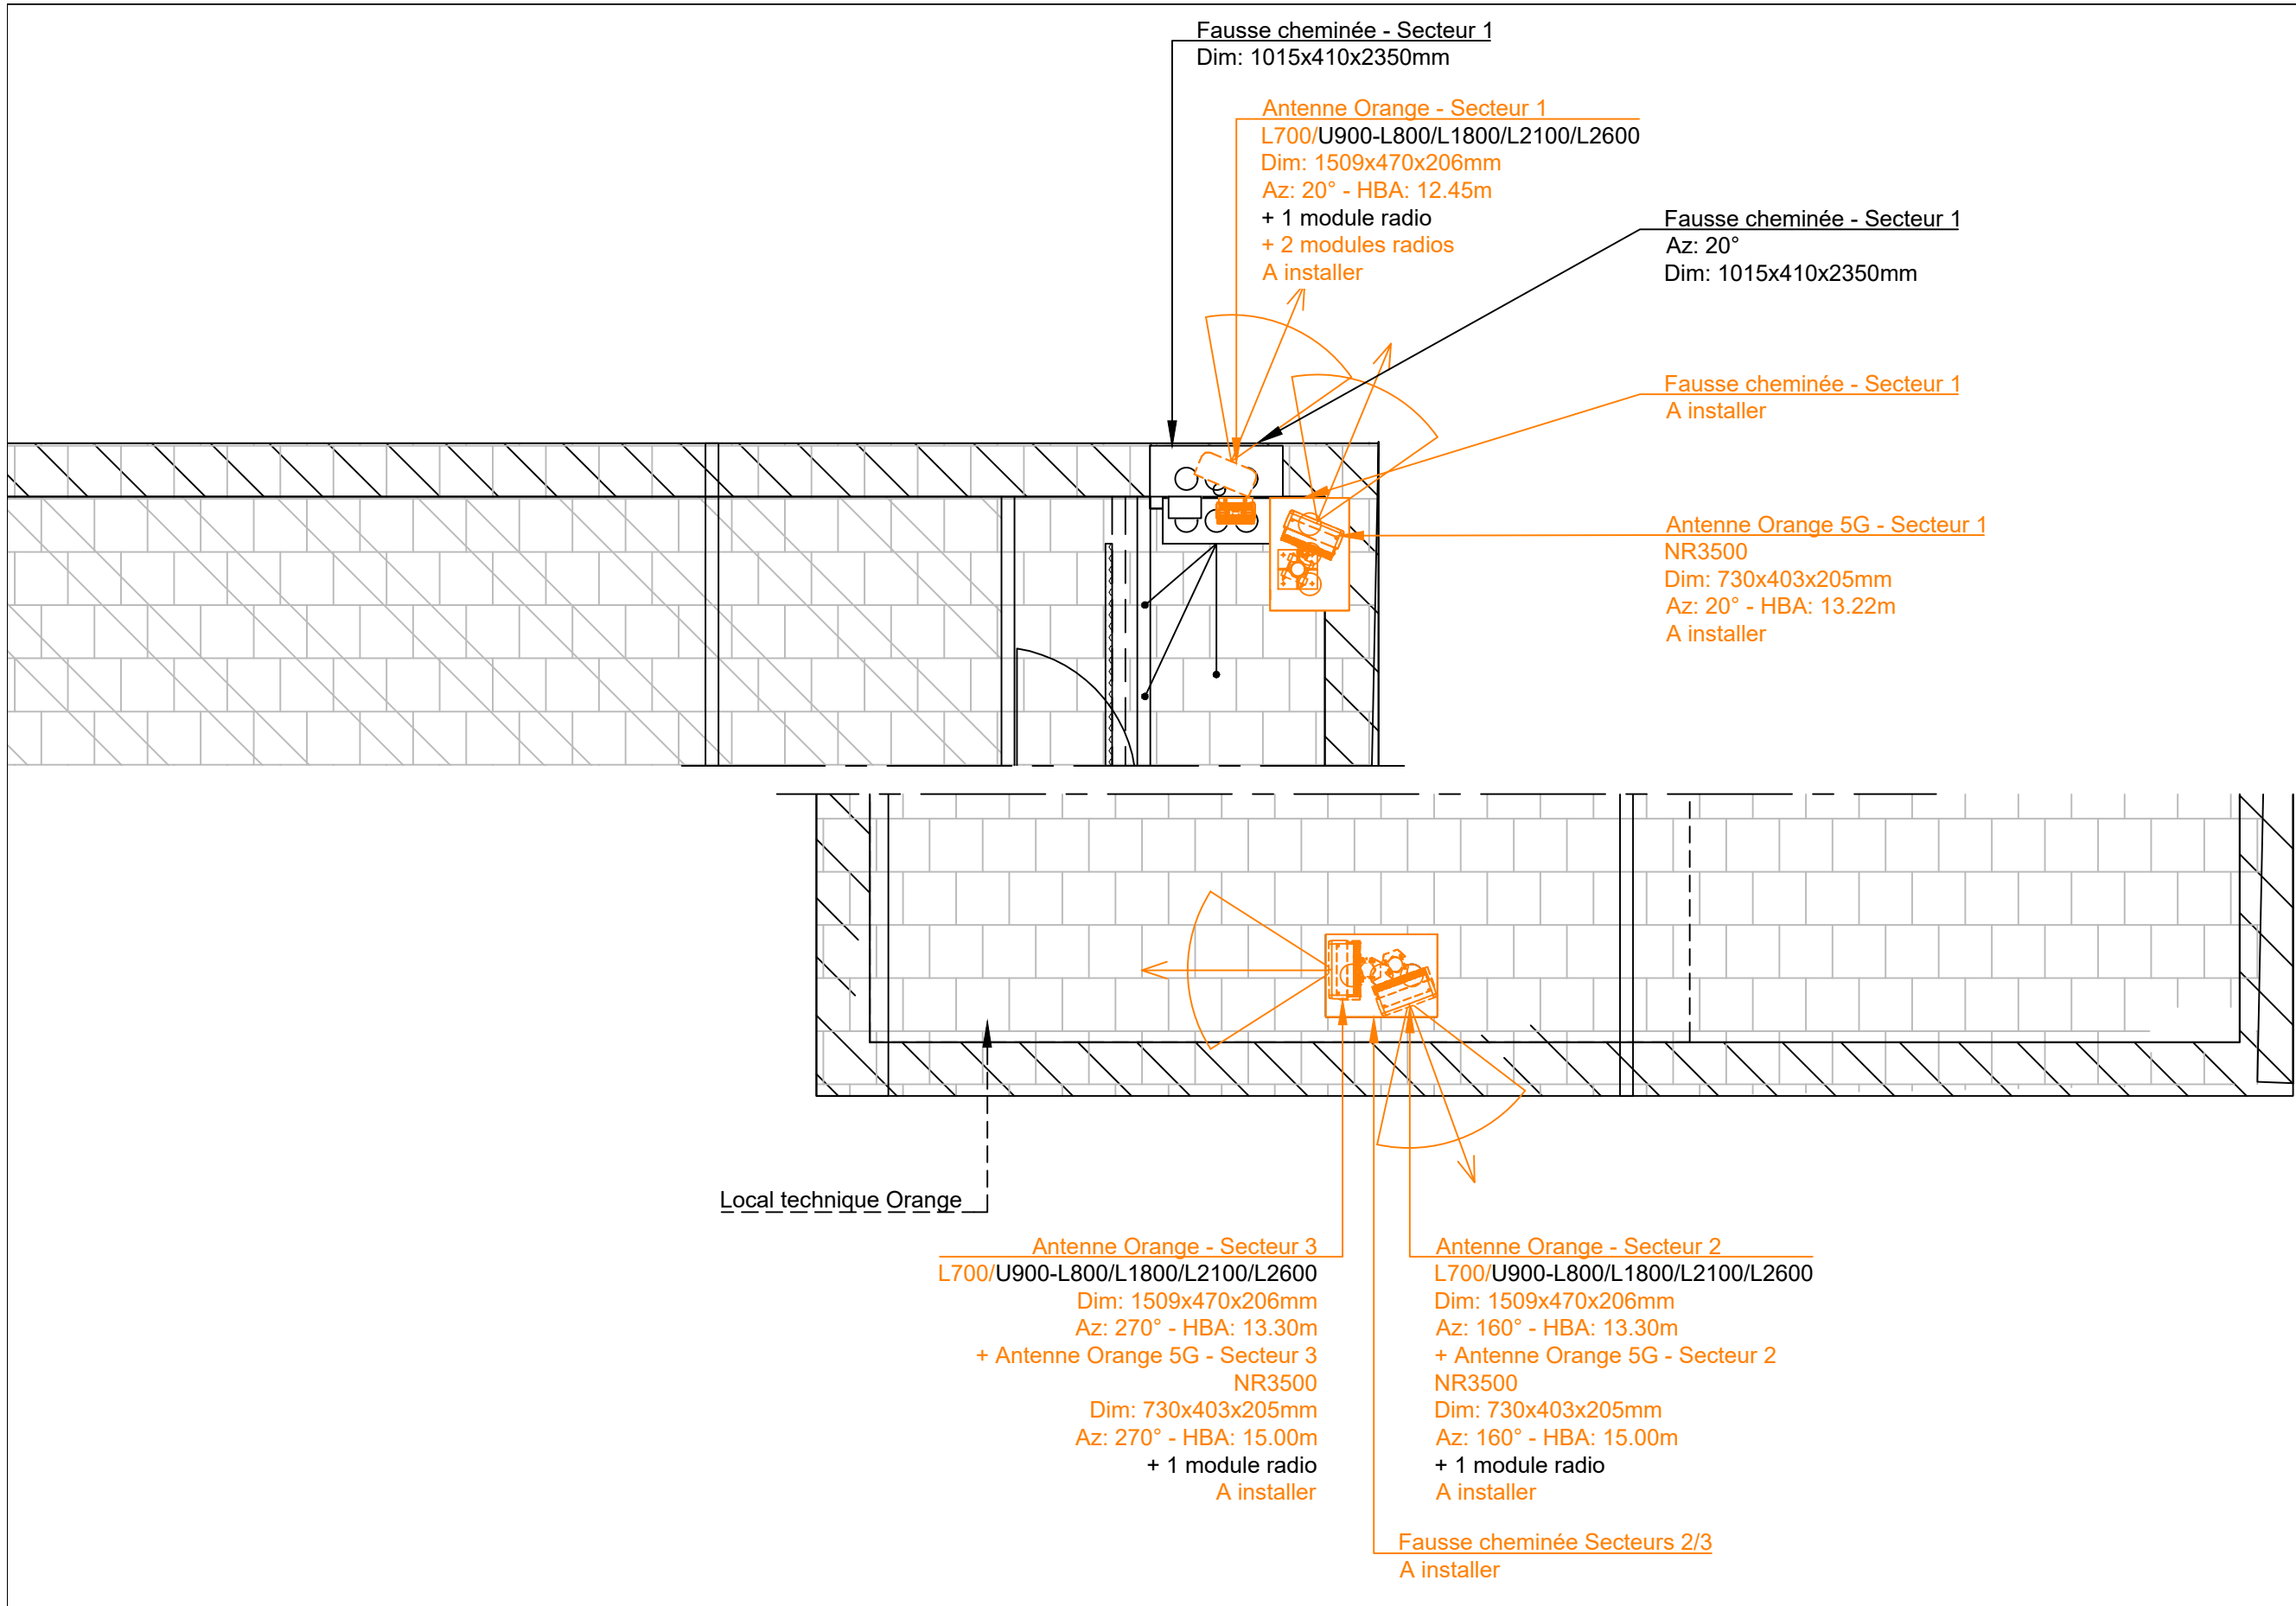 Fausse cheminée - Secteur 1
Dim: 1015x410x2350mm
Antenne Orange - Secteur 1
L700/U900-L800/L1800/L2100/L2600
Dim: 1509x470x206mm
Az: 20° - HBA: 12.45m
+ 1 module radio
+ 2 modules radios
A installer
Fausse cheminée - Secteur 1
Az: 20°
Dim: 1015x410x2350mm
Fausse cheminée - Secteur 1
A installer
Antenne Orange 5G - Secteur 1
NR3500
Dim: 730x403x205mm
Az: 20° - HBA: 13.22m
A installer
Local technique Orange
Antenne Orange - Secteur 3
L700/U900-L800/L1800/L2100/L2600
Dim: 1509x470x206mm
Az: 270° - HBA: 13.30m
+ Antenne Orange 5G - Secteur 3
NR3500
Dim: 730x403x205mm
Az: 270° - HBA: 15.00m
+ 1 module radio
A installer
Antenne Orange - Secteur 2
L700/U900-L800/L1800/L2100/L2600
Dim: 1509x470x206mm
Az: 160° - HBA: 13.30m
+ Antenne Orange 5G - Secteur 2
NR3500
Dim: 730x403x205mm
Az: 160° - HBA: 15.00m
+ 1 module radio
A installer
Fausse cheminée Secteurs 2/3
A installer